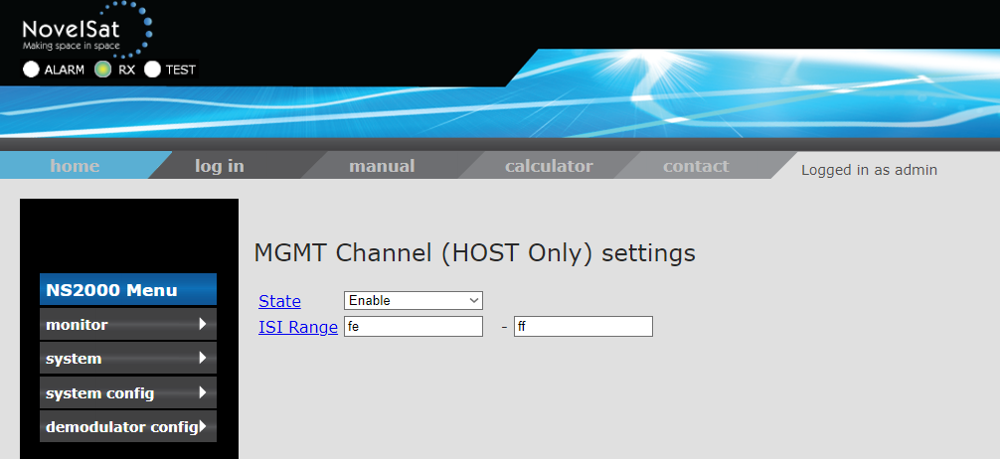 NovelSat
Making space in space
ALARM RX TEST
home log in manual calculator contact Logged in as admin
MGMT Channel (HOST Only) settings
NS2000 Menu
State Enable
monitor
ISI Range fe - ff
system
system config
demodulator config